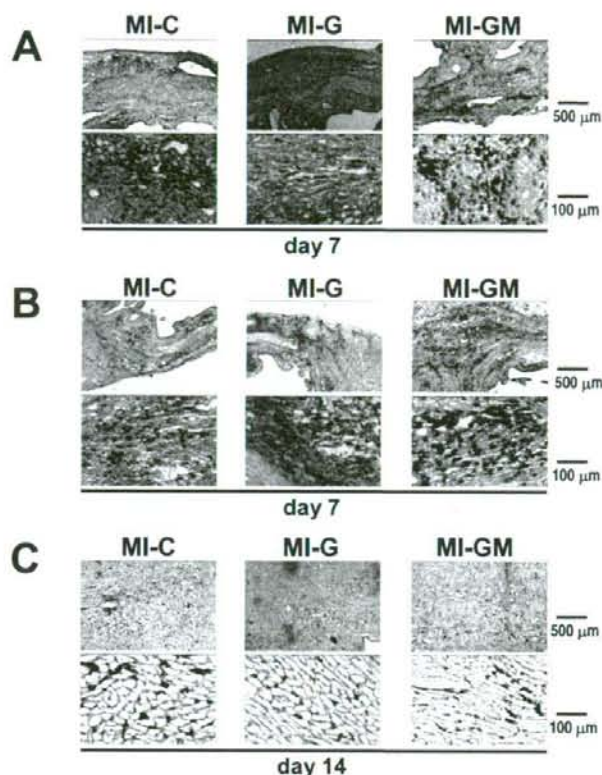 A
MI-C MI-G MI-GM
500 μm
100 μm
day 7
B
MI-C MI-G MI-GM
500 μm
100 μm
day 7
C
MI-C MI-G MI-GM
500 μm
100 μm
day 14